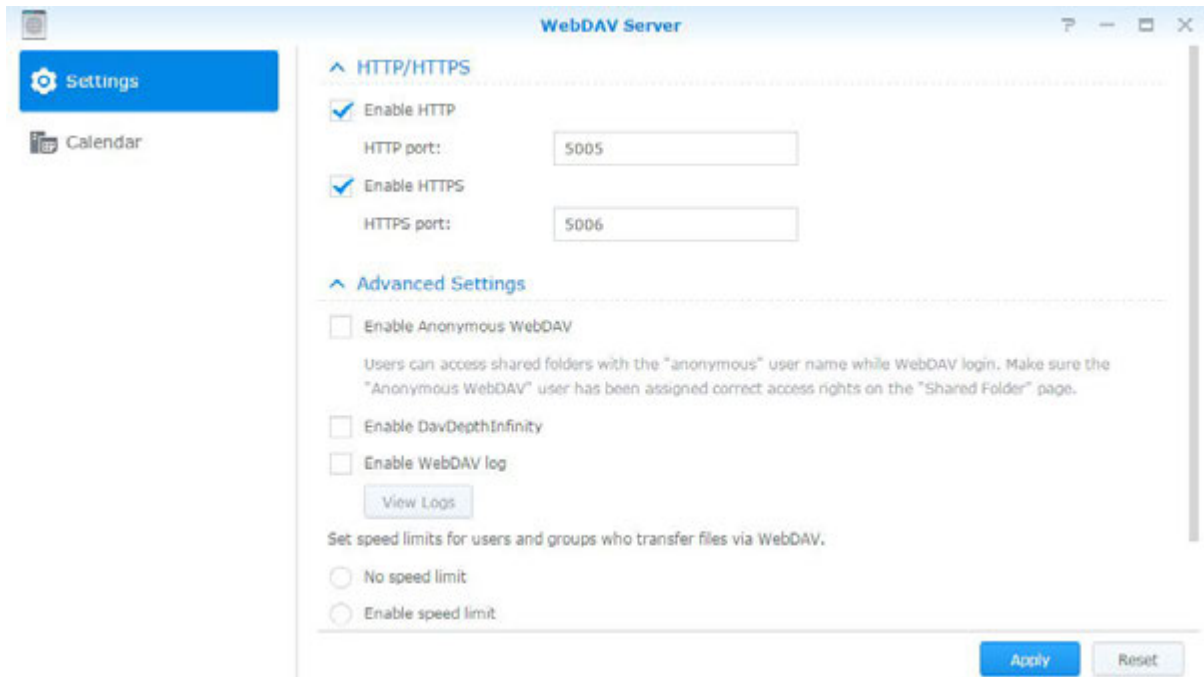 WebDAV Server
Settings
Calendar
HTTP/HTTPS
Enable HTTP
HTTP port: 5005
Enable HTTPS
HTTPS port: 5006
Advanced Settings
Enable Anonymous WebDAV
Users can access shared folders with the "anonymous" user name while WebDAV login. Make sure the
"Anonymous WebDAV" user has been assigned correct access rights on the "Shared Folder" page.
Enable DavDepthInfinity
Enable WebDAV log
View Logs
Set speed limits for users and groups who transfer files via WebDAV.
No speed limit
Enable speed limit
Apply Reset